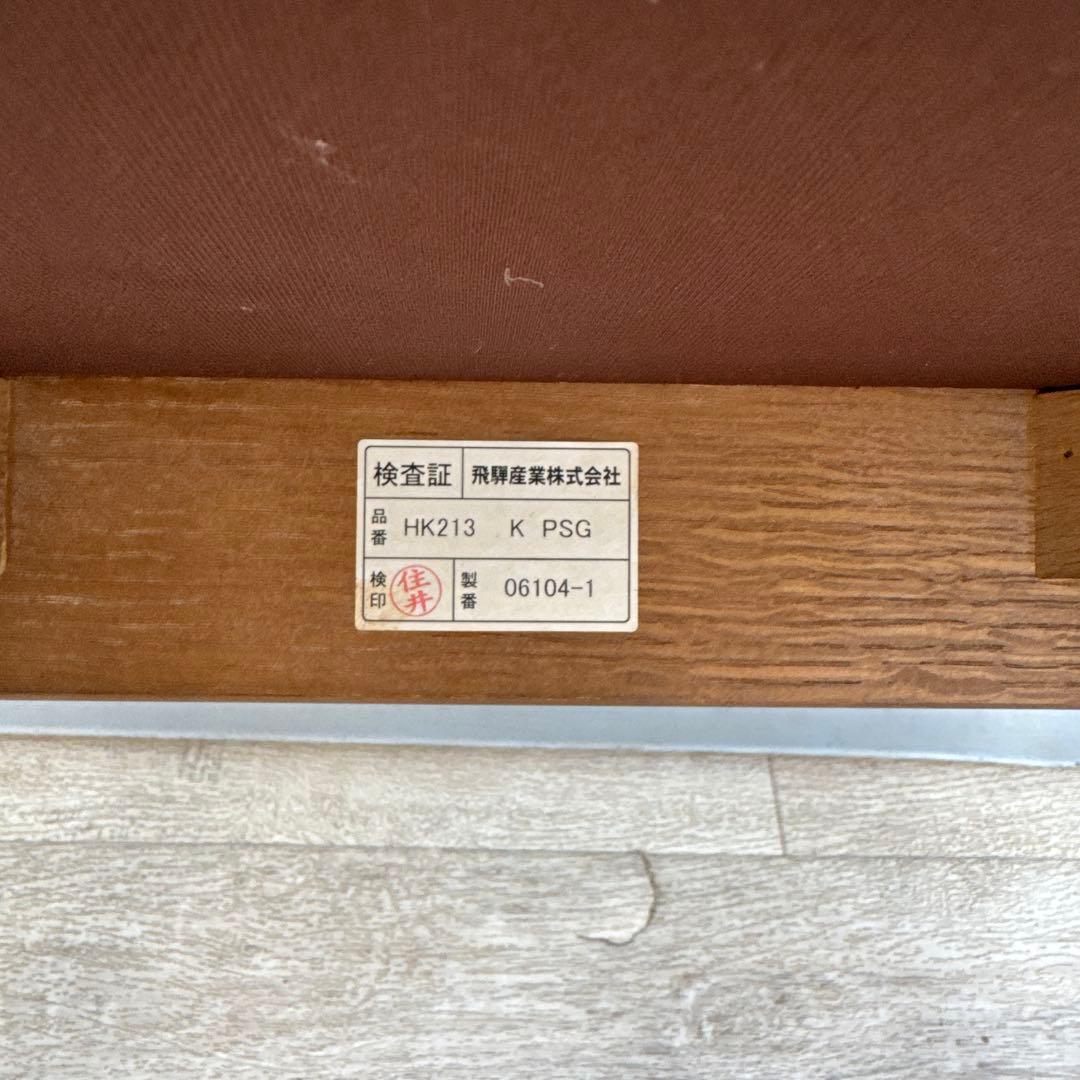 検査証 飛騨産業株式会社
品番 HK213 K PSG
検印 住井 製番 06104-1